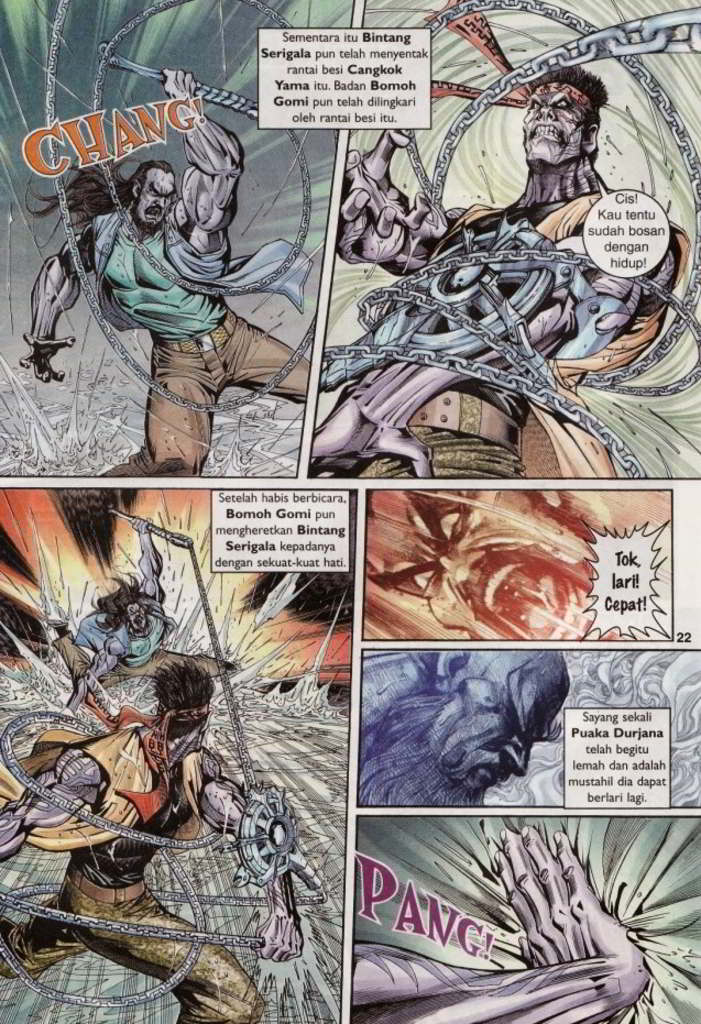 Sementara itu Bintang
Serigala pun telah menyentak
rantai besi Cangkok
Yama itu. Badan Bomoh
Gomi pun telah dilingkari
oleh rantai besi itu.
CHANG!
Cis!
Kau tentu
sudah bosan
dengan
hidup!
Setelah habis berbicara,
Bomoh Gomi pun
mengheretkan Bintang
Serigala kepadanya
dengan sekuat-kuat hati.
Tok,
lari!
Cepat!
22
Sayang sekali
Puaka Durjana
telah begitu
lemah dan adalah
mustahil dia dapat
berlari lagi.
PANG!